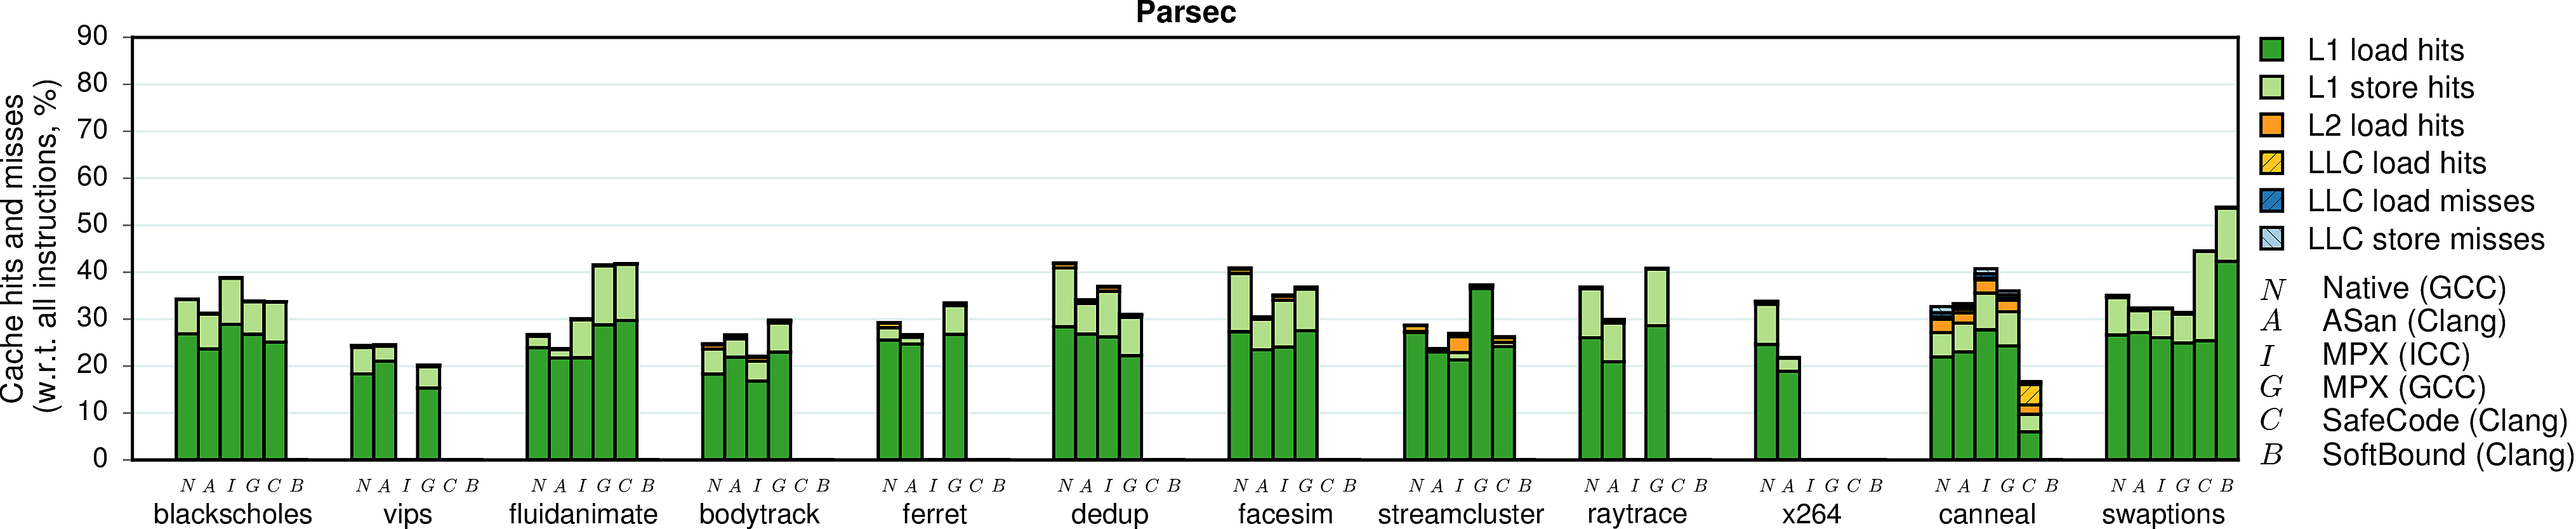 Parsec
Cache hits and misses
(w.r.t. all instructions, %)
90
80
70
60
50
40
30
20
10
0
N A I G C B
blackscholes
N A I G C B
vips
N A I G C B
fluidanimate
N A I G C B
bodytrack
N A I G C B
ferret
N A I G C B
dedup
N A I G C B
facesim
N A I G C B
streamcluster
N A I G C B
raytrace
N A I G C B
x264
N A I G C B
canneal
N A I G C B
swaptions
L1 load hits
L1 store hits
L2 load hits
LLC load hits
LLC load misses
LLC store misses
N Native (GCC)
A ASan (Clang)
I MPX (ICC)
G MPX (GCC)
C SafeCode (Clang)
B SoftBound (Clang)